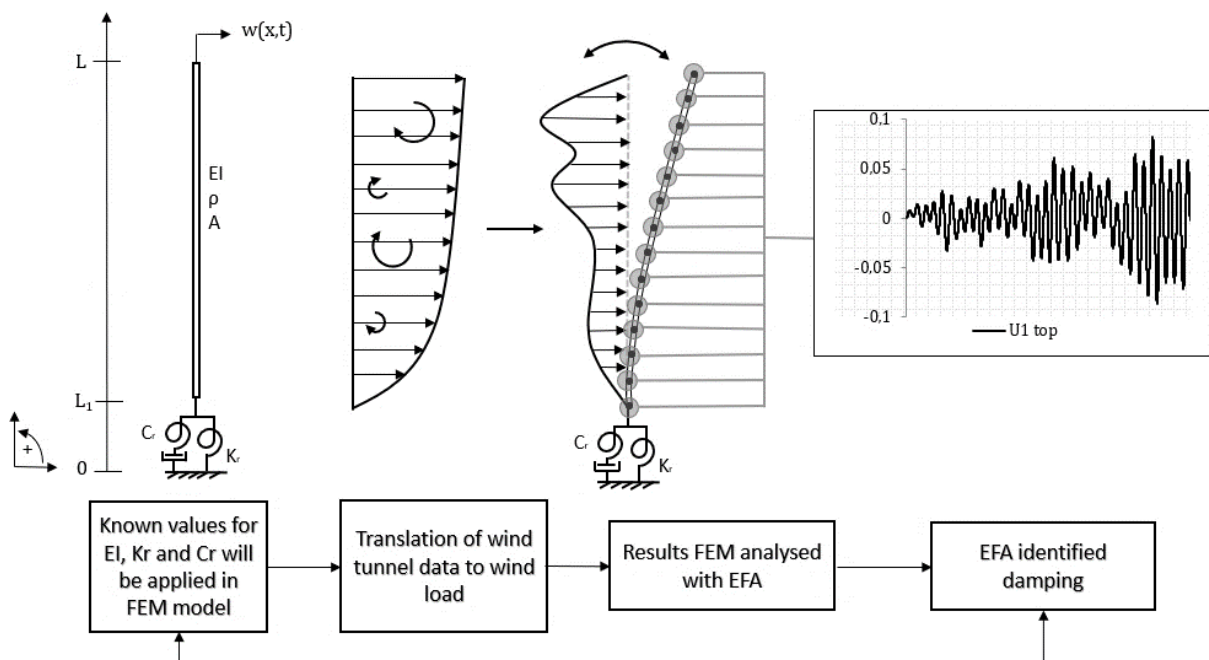 w(x,t)
L
EI
ρ
A
L₁
Cᵣ
Kᵣ
+
0
Cᵣ
Kᵣ
0,1
0,05
0
-0,05
-0,1
U1 top
Known values for
EI, Kr and Cr will
be applied in
FEM model
Translation of wind
tunnel data to wind
load
Results FEM analysed
with EFA
EFA identified
damping